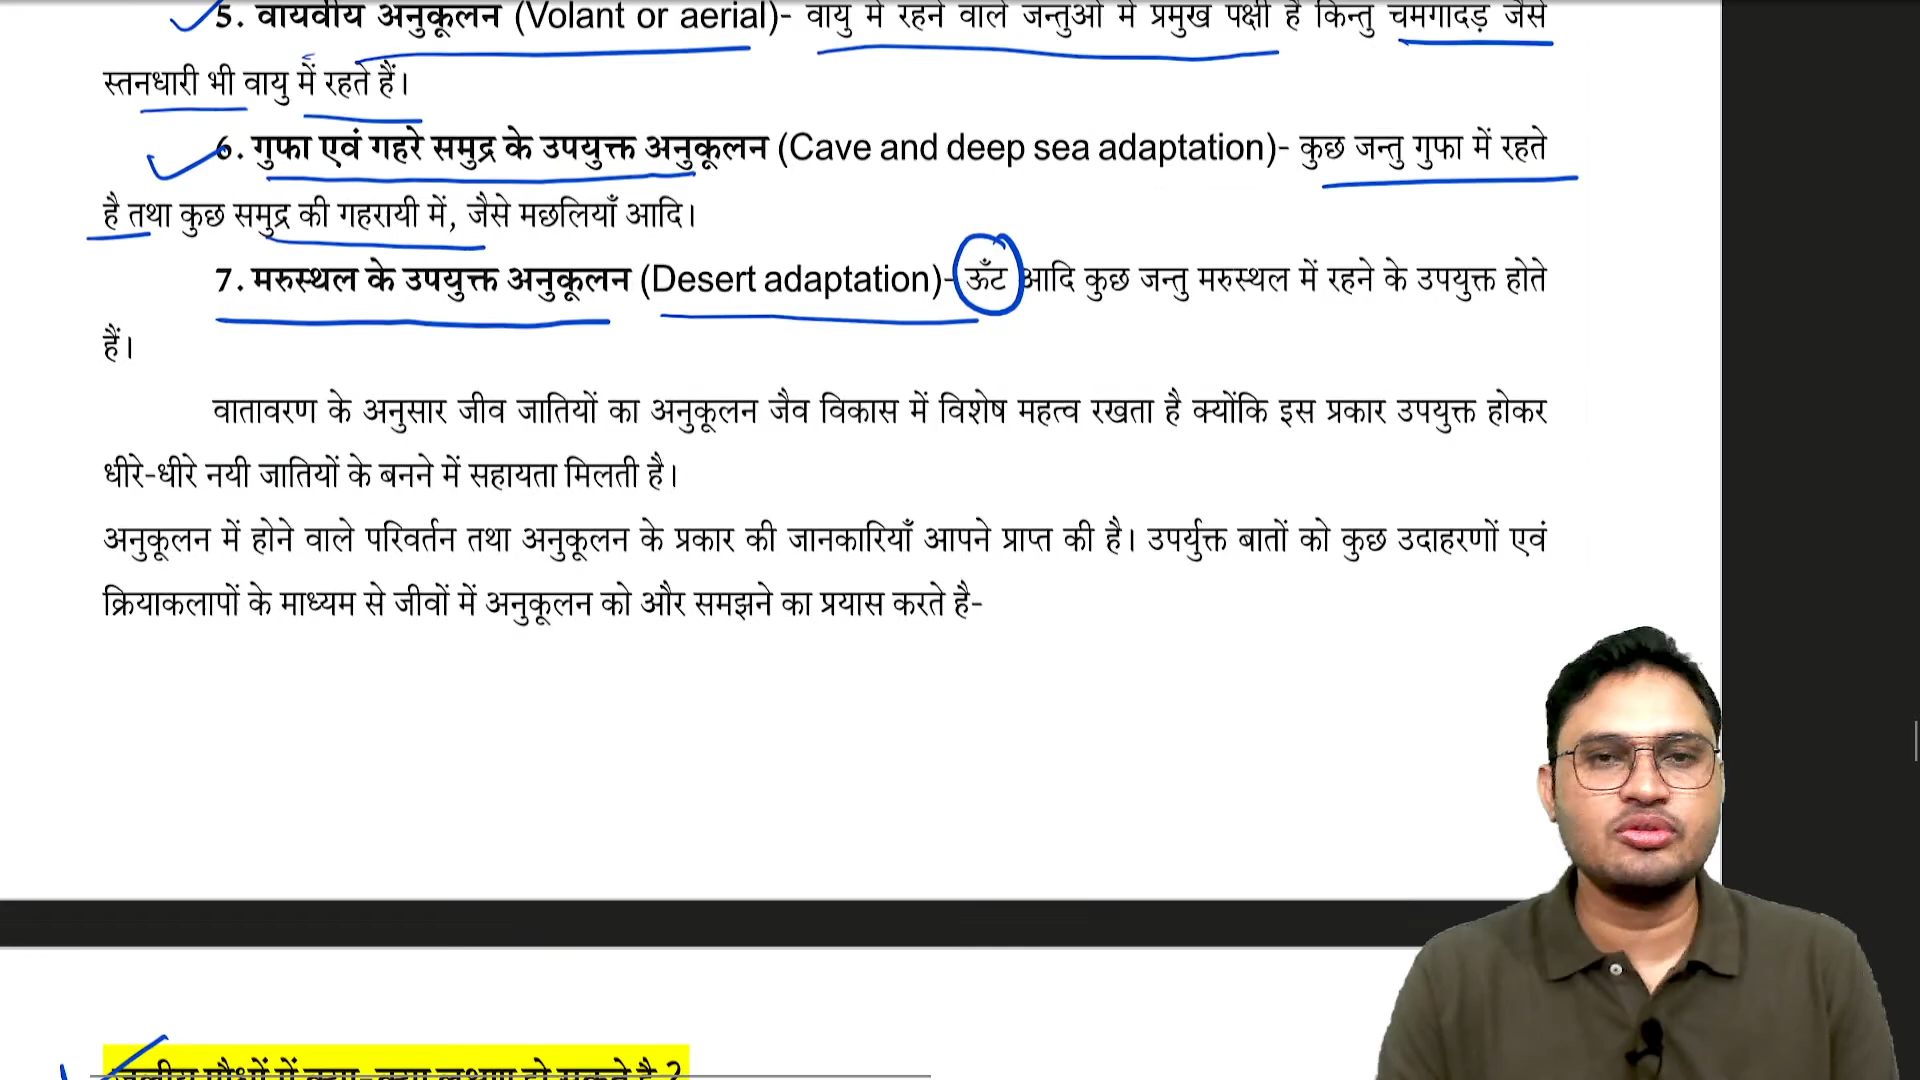 5. वायवीय अनुकूलन (Volant or aerial)- वायु में रहने वाले जन्तुओं में प्रमुख पक्षी हैं किन्तु चमगादड़ जैसे
स्तनधारी भी वायु में रहते हैं।
6. गुफा एवं गहरे समुद्र के उपयुक्त अनुकूलन (Cave and deep sea adaptation)- कुछ जन्तु गुफा में रहते
है तथा कुछ समुद्र की गहरायी में, जैसे मछलियाँ आदि।
7. मरुस्थल के उपयुक्त अनुकूलन (Desert adaptation)- ऊँट आदि कुछ जन्तु मरुस्थल में रहने के उपयुक्त होते
हैं।
वातावरण के अनुसार जीव जातियों का अनुकूलन जैव विकास में विशेष महत्व रखता है क्योंकि इस प्रकार उपयुक्त होकर
धीरे-धीरे नयी जातियों के बनने में सहायता मिलती है।
अनुकूलन में होने वाले परिवर्तन तथा अनुकूलन के प्रकार की जानकारियाँ आपने प्राप्त की है। उपर्युक्त बातों को कुछ उदाहरणों एवं
क्रियाकलापों के माध्यम से जीवों में अनुकूलन को और समझने का प्रयास करते है-
जलीय पौधों में क्या-क्या लक्षण हो सकते है ?